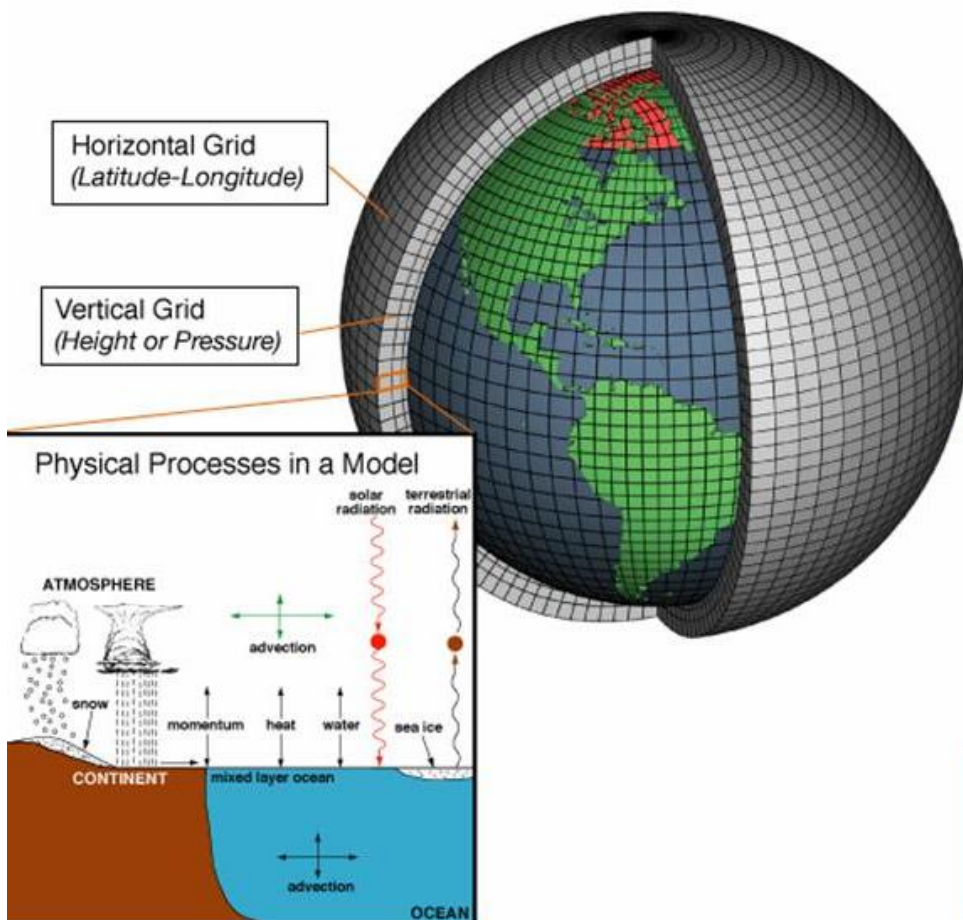 Horizontal Grid
(Latitude-Longitude)
Vertical Grid
(Height or Pressure)
Physical Processes in a Model
solar
radiation
terrestrial
radiation
ATMOSPHERE
advection
snow
momentum
heat
water
sea ice
CONTINENT
mixed layer ocean
advection
OCEAN